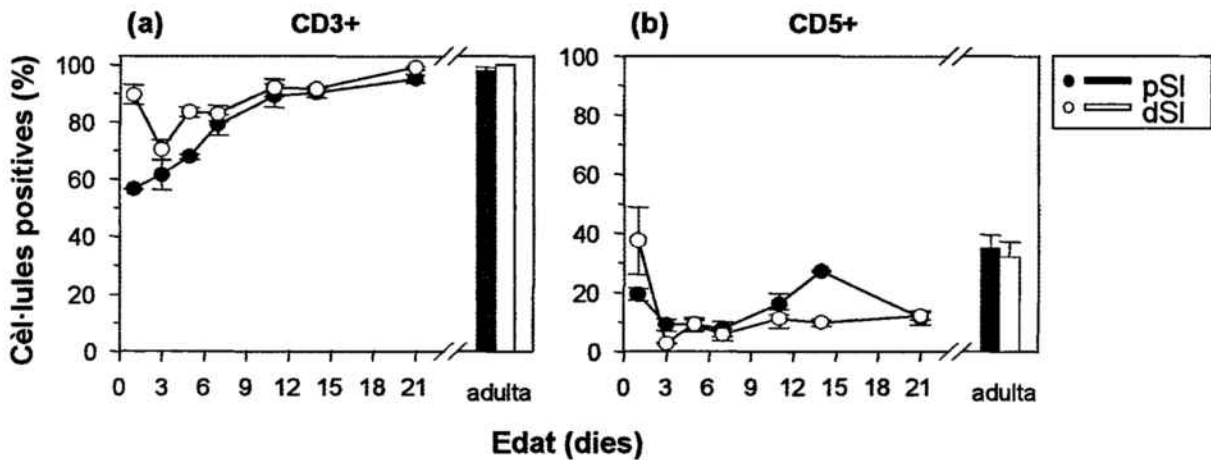 (a) CD3+
(b) CD5+
Cèl·lules positives (%)
100
80
60
40
20
0
0 3 6 9 12 15 18 21 adulta
100
80
60
40
20
0
0 3 6 9 12 15 18 21 adulta
Edat (dies)
pSI
dSI